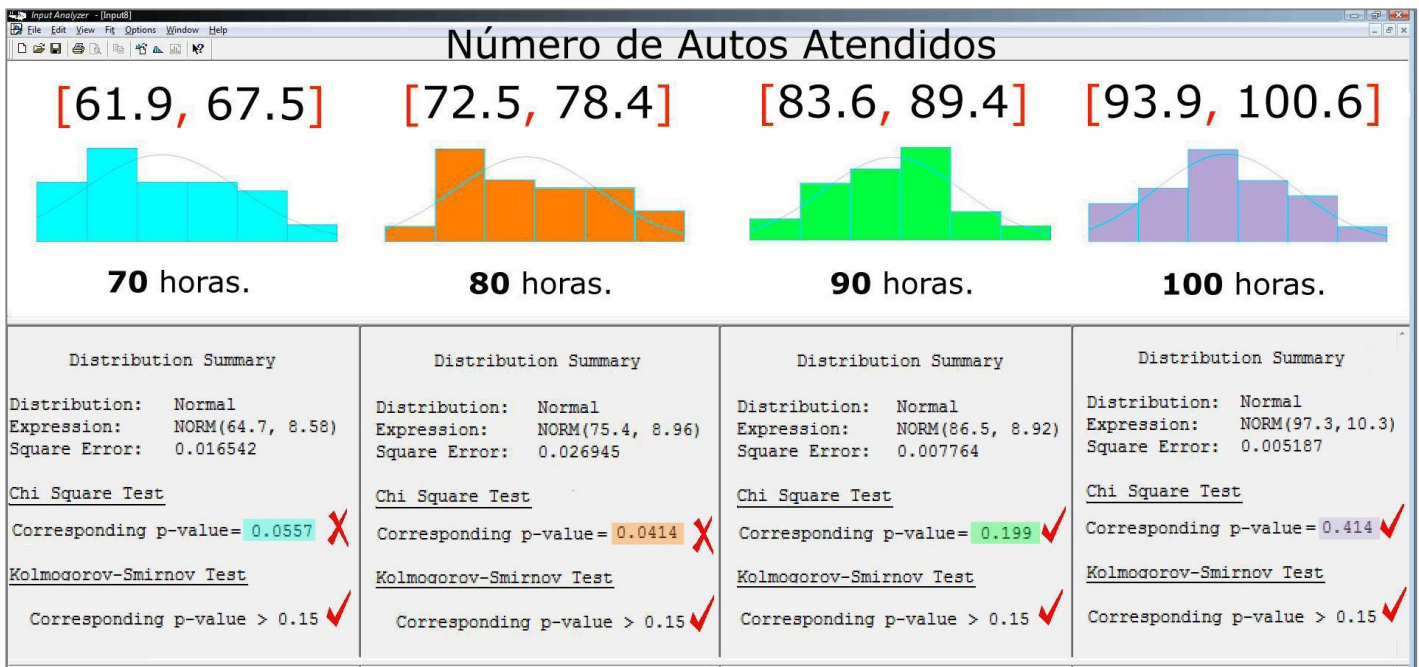 Input Analyzer - [Input8]
File Edit View Fit Options Window Help
Número de Autos Atendidos
[61.9, 67.5] [72.5, 78.4] [83.6, 89.4] [93.9, 100.6]
70 horas. 80 horas. 90 horas. 100 horas.
Distribution Summary
Distribution: Normal
Expression: NORM(64.7, 8.58)
Square Error: 0.016542
Chi Square Test
Corresponding p-value= 0.0557
Kolmogorov-Smirnov Test
Corresponding p-value > 0.15
Distribution Summary
Distribution: Normal
Expression: NORM(75.4, 8.96)
Square Error: 0.026945
Chi Square Test
Corresponding p-value= 0.0414
Kolmogorov-Smirnov Test
Corresponding p-value > 0.15
Distribution Summary
Distribution: Normal
Expression: NORM(86.5, 8.92)
Square Error: 0.007764
Chi Square Test
Corresponding p-value= 0.199
Kolmogorov-Smirnov Test
Corresponding p-value > 0.15
Distribution Summary
Distribution: Normal
Expression: NORM(97.3, 10.3)
Square Error: 0.005187
Chi Square Test
Corresponding p-value= 0.414
Kolmogorov-Smirnov Test
Corresponding p-value > 0.15